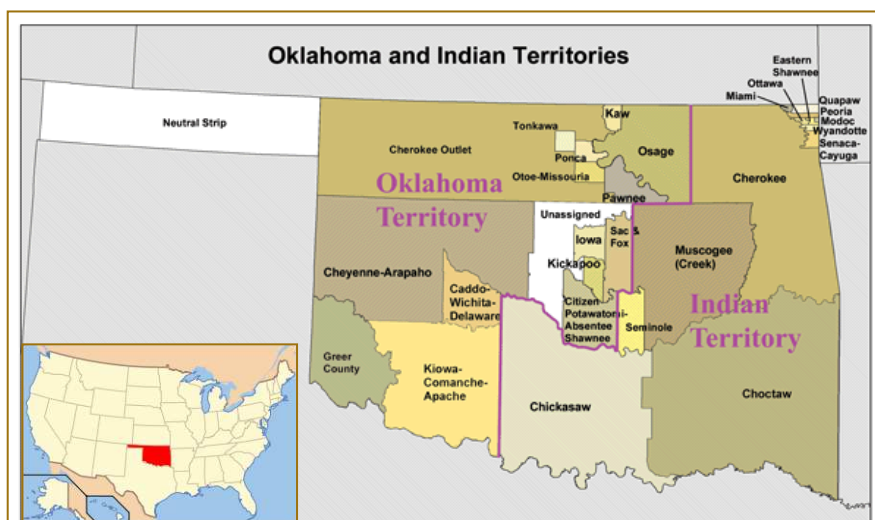 Oklahoma and Indian Territories
Eastern
Shawnee
Ottawa
Miami
Quapaw
Peoria
Modoc
Wyandotte
Senaca-
Cayuga
Neutral Strip
Kaw
Tonkawa
Cherokee Outlet
Ponca
Osage
Otoe-Missouria
Cherokee
Oklahoma
Territory
Pawnee
Unassigned
Sac &
Fox
Iowa
Muscogee
(Creek)
Kickapoo
Cheyenne-Arapaho
Caddo-
Wichita-
Delaware
Citizen
Potawatomi-
Absentee
Shawnee
Seminole
Indian
Territory
Greer
County
Kiowa-
Comanche-
Apache
Chickasaw
Choctaw